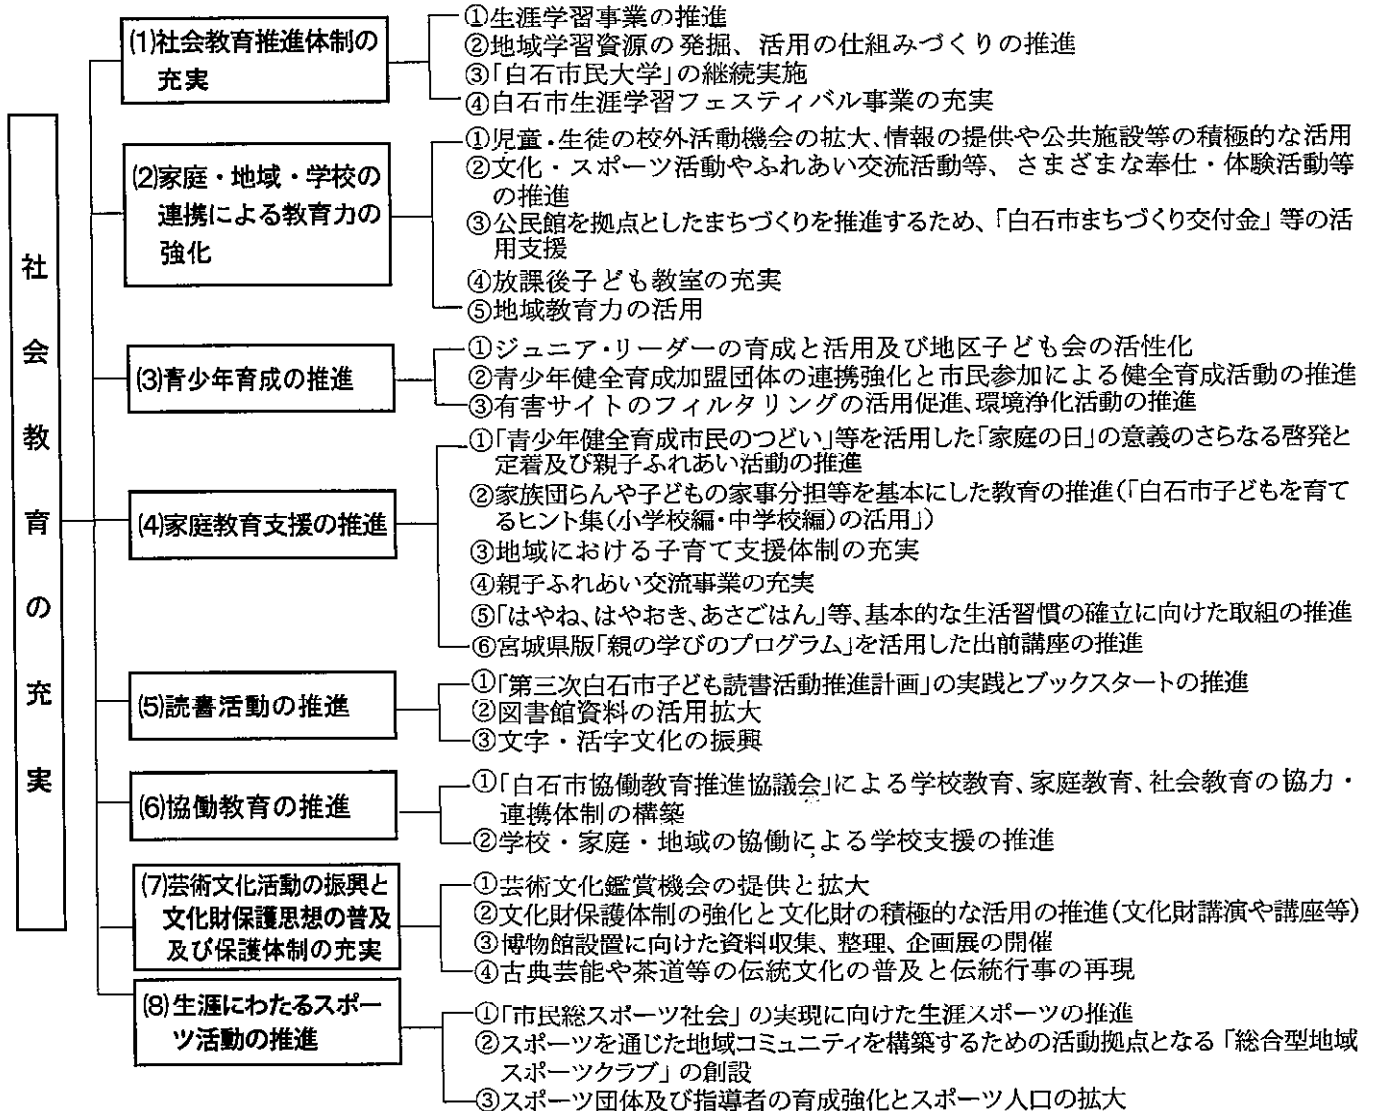 社会教育の充実
(1)社会教育推進体制の
充実
①生涯学習事業の推進
②地域学習資源の発掘、活用の仕組みづくりの推進
③「白石市民大学」の継続実施
④白石市生涯学習フェスティバル事業の充実
(2)家庭・地域・学校の
連携による教育力の
強化
①児童・生徒の校外活動機会の拡大、情報の提供や公共施設等の積極的な活用
②文化・スポーツ活動やふれあい交流活動等、さまざまな奉仕・体験活動等
の推進
③公民館を拠点としたまちづくりを推進するため、「白石市まちづくり交付金」等の活
用支援
④放課後子ども教室の充実
⑤地域教育力の活用
(3)青少年育成の推進
①ジュニア・リーダーの育成と活用及び地区子ども会の活性化
②青少年健全育成加盟団体の連携強化と市民参加による健全育成活動の推進
③有害サイトのフィルタリングの活用促進、環境浄化活動の推進
(4)家庭教育支援の推進
①「青少年健全育成市民のつどい」等を活用した「家庭の日」の意義のさらなる啓発と
定着及び親子ふれあい活動の推進
②家族団らんや子どもの家事分担等を基本にした教育の推進(「白石市子どもを育て
るヒント集(小学校編・中学校編)の活用」)
③地域における子育て支援体制の充実
④親子ふれあい交流事業の充実
⑤「はやね、はやおき、あさごはん」等、基本的な生活習慣の確立に向けた取組の推進
⑥宮城県版「親の学びのプログラム」を活用した出前講座の推進
(5)読書活動の推進
①「第三次白石市子ども読書活動推進計画」の実践とブックスタートの推進
②図書館資料の活用拡大
③文字・活字文化の振興
(6)協働教育の推進
①「白石市協働教育推進協議会」による学校教育、家庭教育、社会教育の協力・
連携体制の構築
②学校・家庭・地域の協働による学校支援の推進
(7)芸術文化活動の振興と
文化財保護思想の普及
及び保護体制の充実
①芸術文化鑑賞機会の提供と拡大
②文化財保護体制の強化と文化財の積極的な活用の推進(文化財講演や講座等)
③博物館設置に向けた資料収集、整理、企画展の開催
④古典芸能や茶道等の伝統文化の普及と伝統行事の再現
(8)生涯にわたるスポー
ツ活動の推進
①「市民総スポーツ社会」の実現に向けた生涯スポーツの推進
②スポーツを通じた地域コミュニティを構築するための活動拠点となる「総合型地域
スポーツクラブ」の創設
③スポーツ団体及び指導者の育成強化とスポーツ人口の拡大